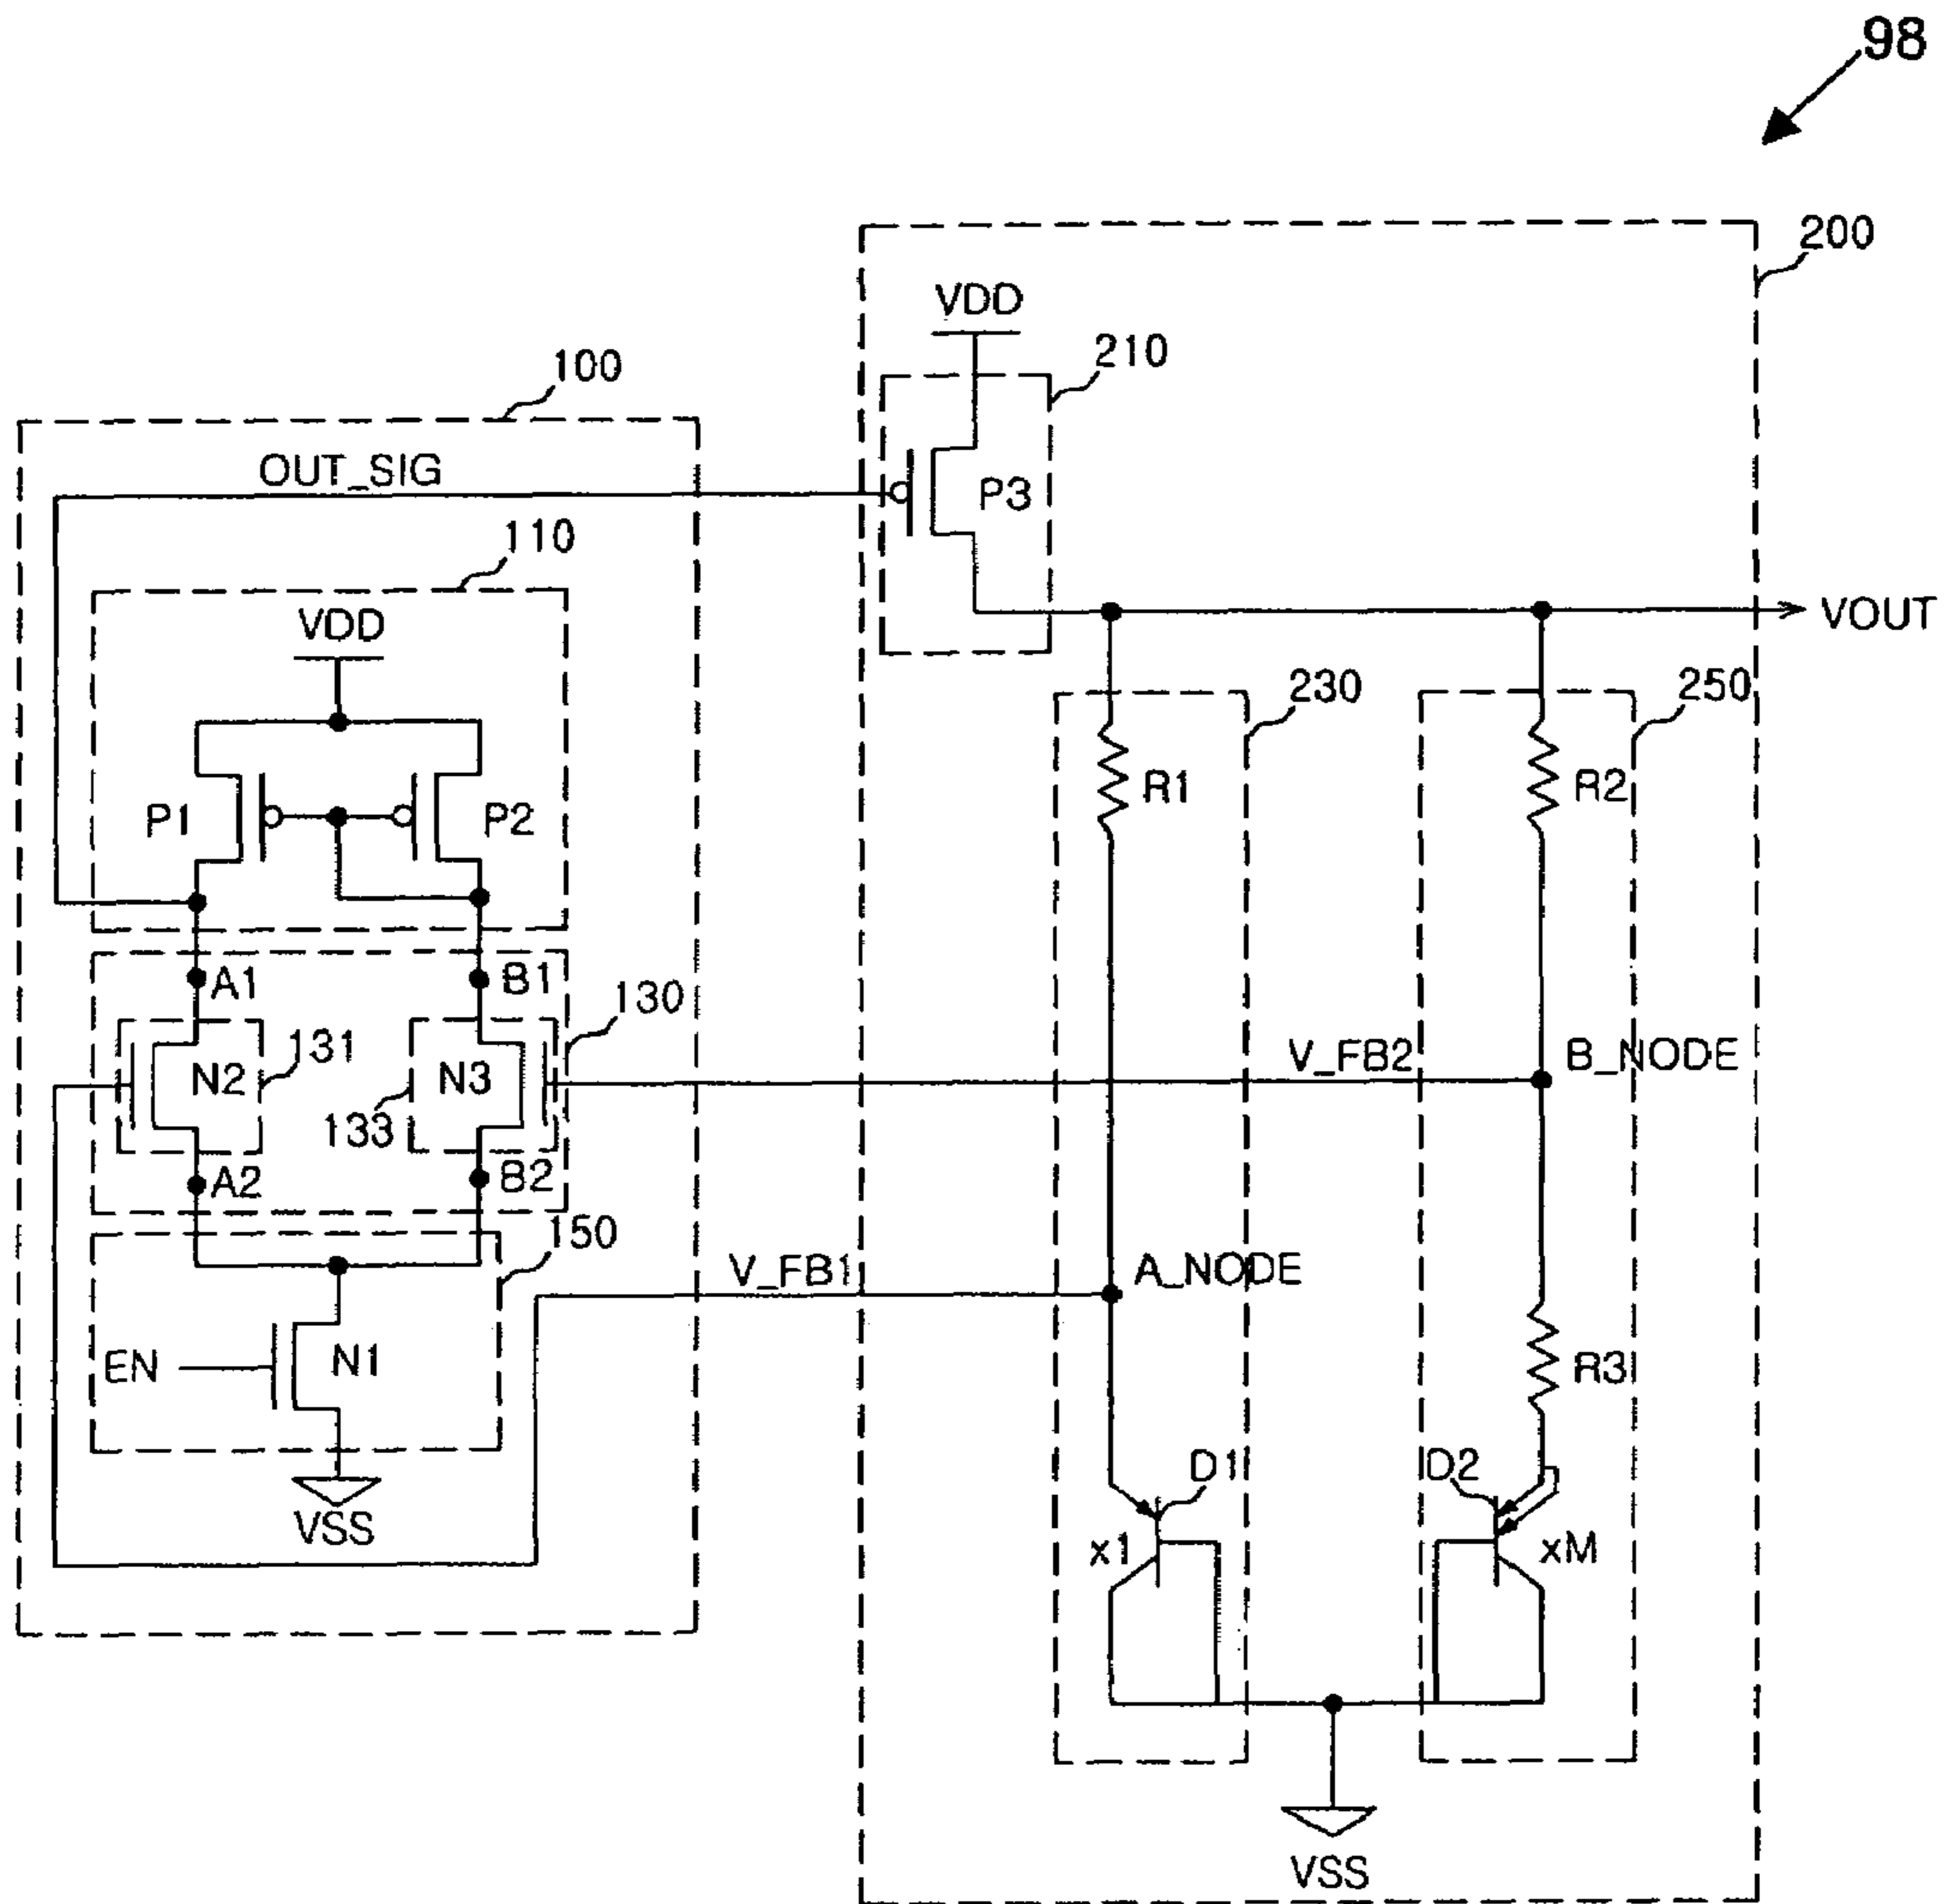 98
200
VDD
210
100
OUT_SIG
P3
110
VOUT
VDD
230
250
P1
P2
R1
R2
A1
B1
130
N2
131
N3
133
V_FB2
B_NODE
A2
B2
150
V_FB1
A_NODE
EN
N1
R3
VSS
D1
D2
x1
xM
VSS